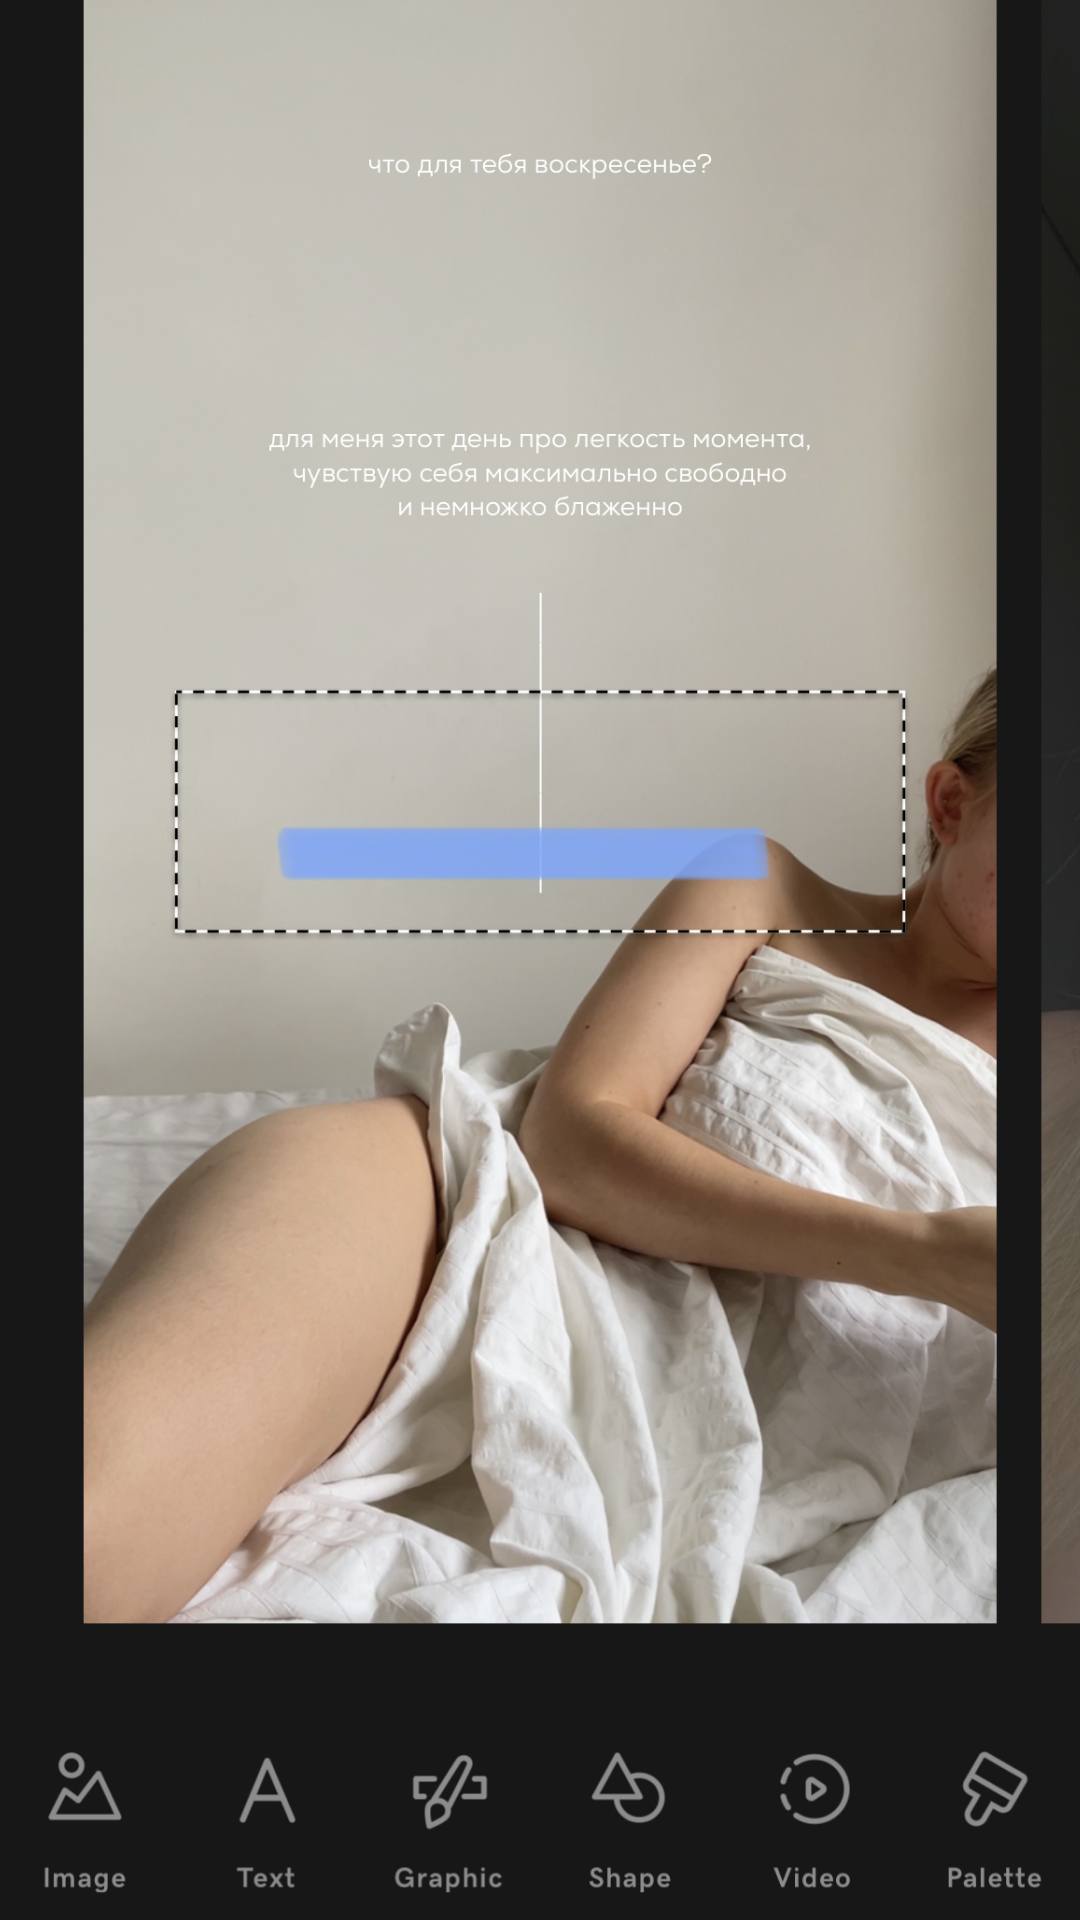 что для тебя воскресенье?
для меня этот день про легкость момента,
чувствую себя максимально свободно
и немножко блаженно
Image Text Graphic Shape Video Palette